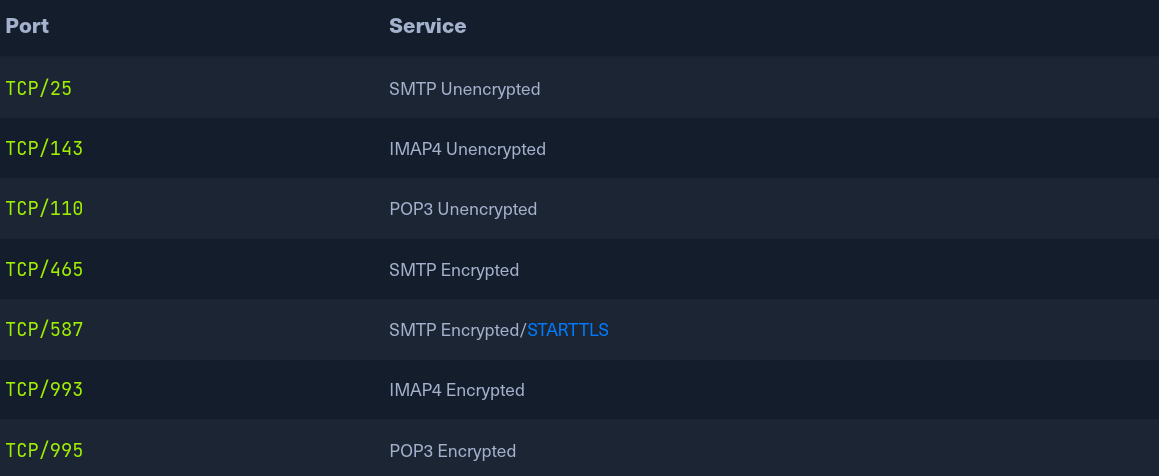 Port Service
TCP/25 SMTP Unencrypted
TCP/143 IMAP4 Unencrypted
TCP/110 POP3 Unencrypted
TCP/465 SMTP Encrypted
TCP/587 SMTP Encrypted/STARTTLS
TCP/993 IMAP4 Encrypted
TCP/995 POP3 Encrypted